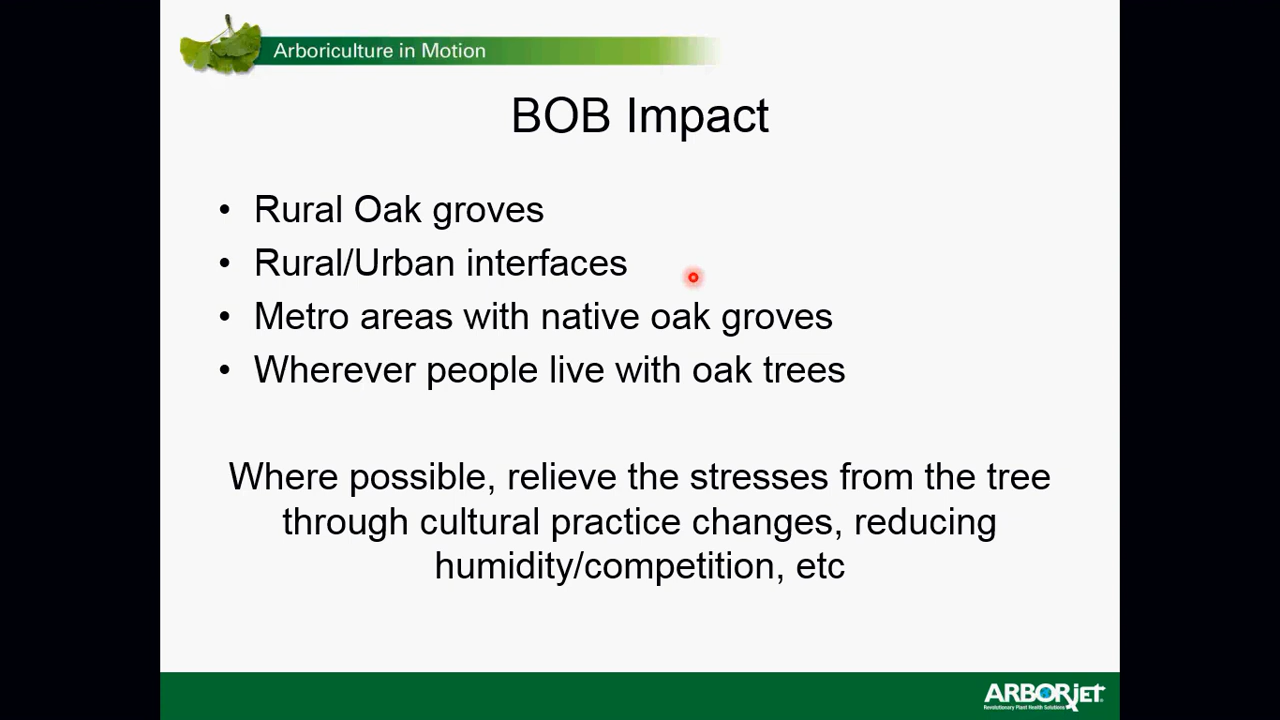 Arboriculture in Motion
BOB Impact
• Rural Oak groves
• Rural/Urban interfaces
• Metro areas with native oak groves
• Wherever people live with oak trees
Where possible, relieve the stresses from the tree
through cultural practice changes, reducing
humidity/competition, etc
ARBORjET
Revolutionary Plant Health Solutions